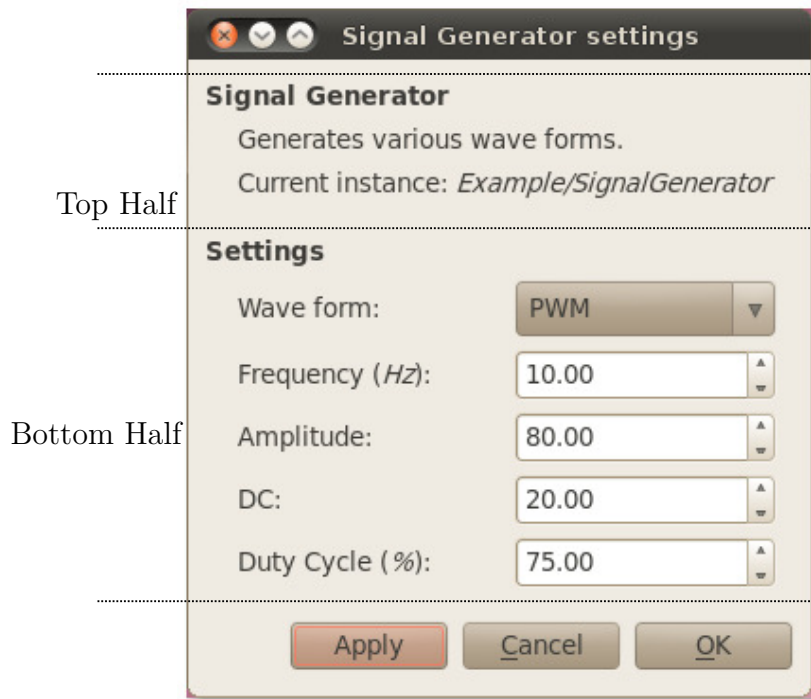 Signal Generator settings
Signal Generator
Generates various wave forms.
Current instance: Example/SignalGenerator
Top Half
Settings
Wave form: PWM
Frequency (Hz): 10.00
Bottom Half
Amplitude: 80.00
DC: 20.00
Duty Cycle (%): 75.00
Apply Cancel OK